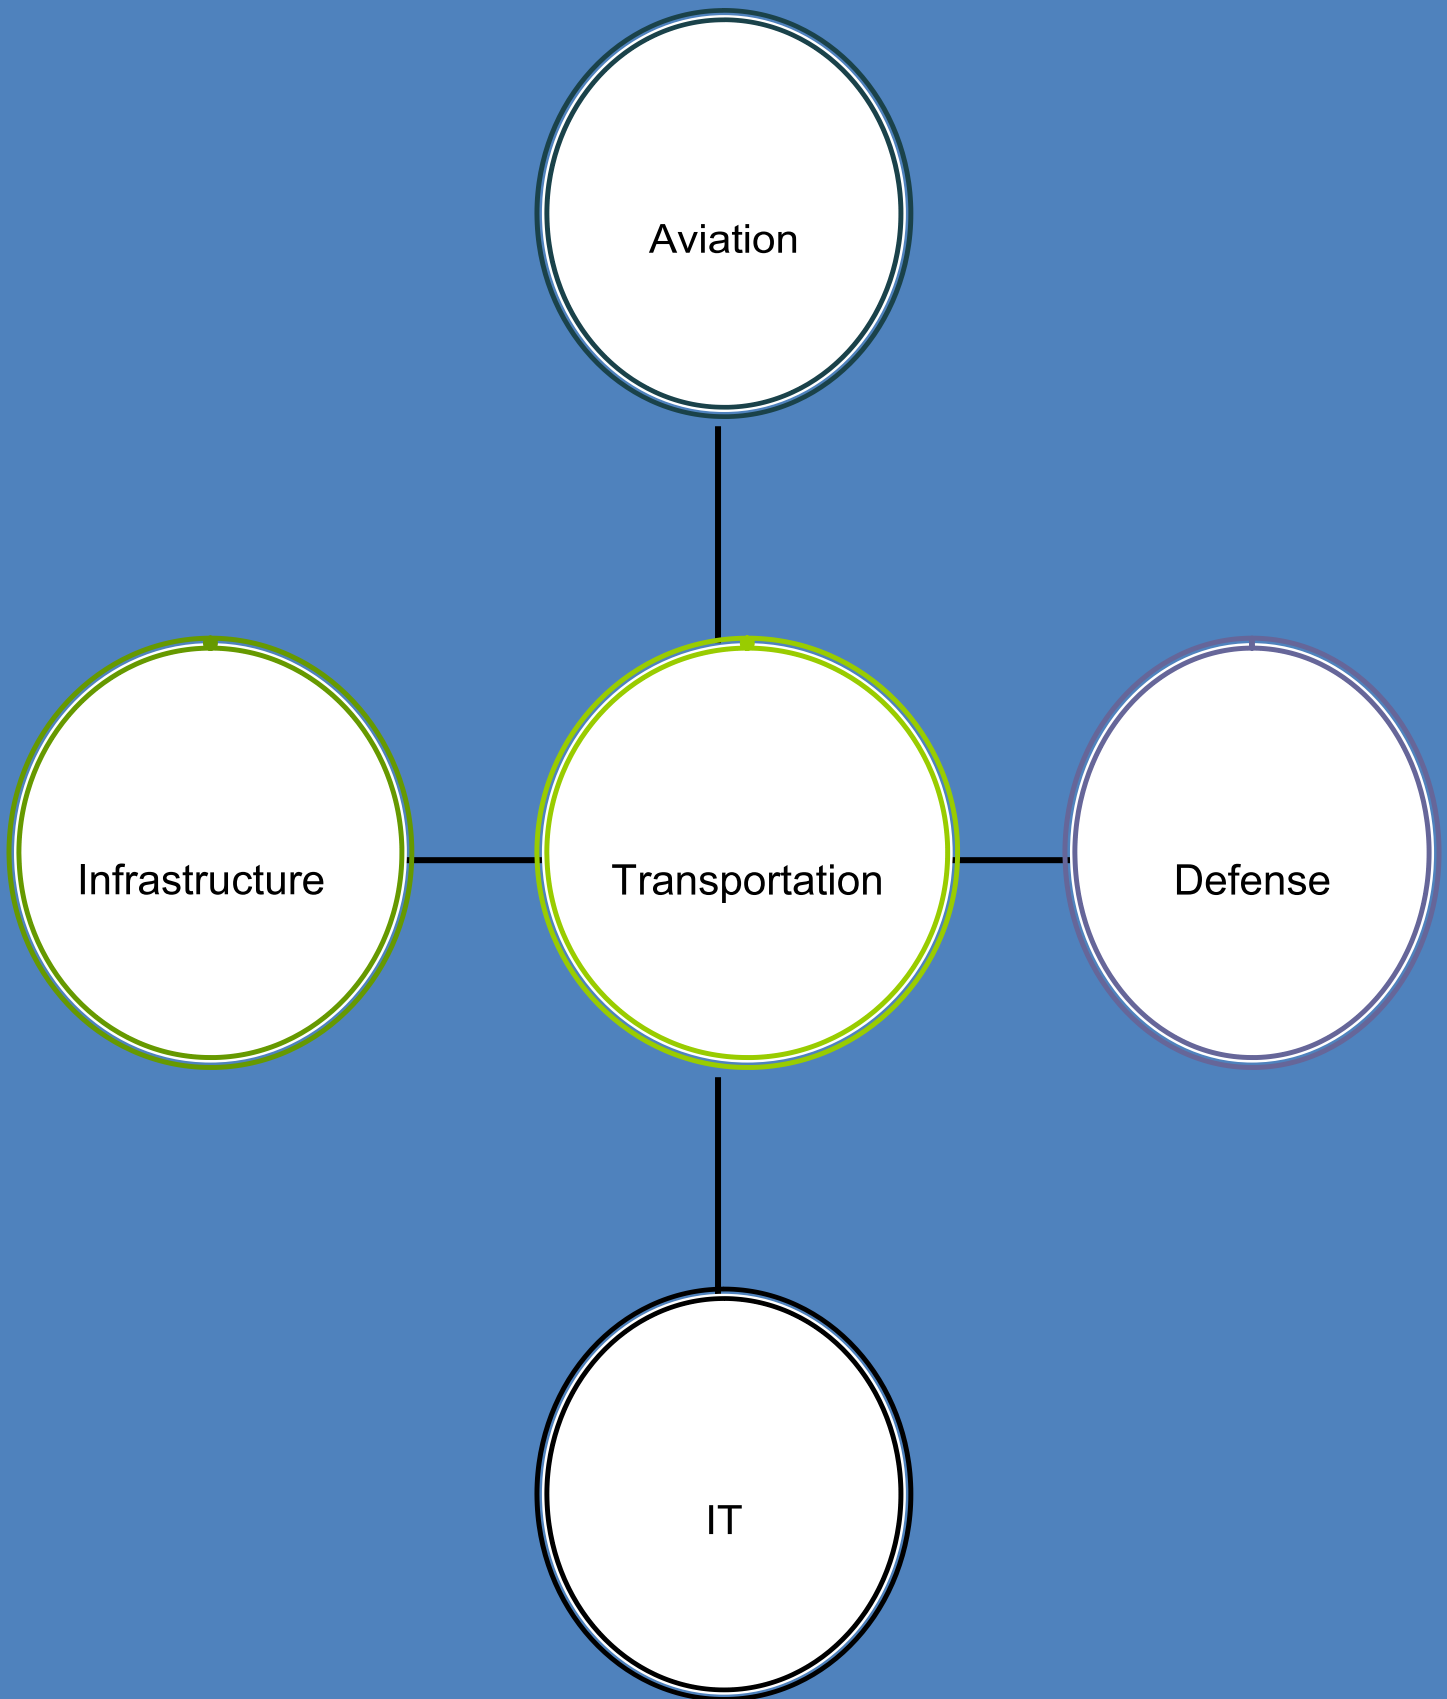 Aviation
Infrastructure
Transportation
Defense
IT